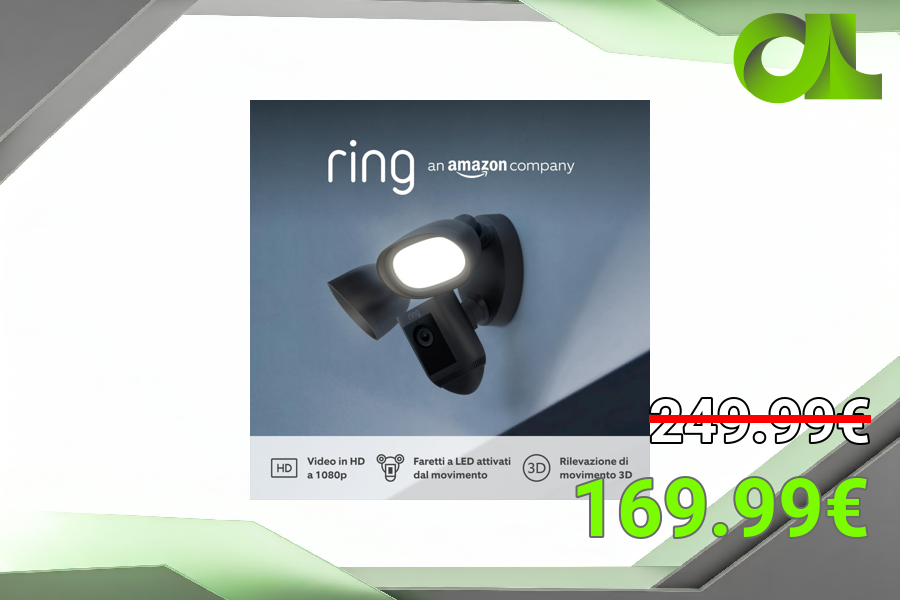 ring an amazon company
ring
HD
Video in HD
a 1080p
Faretti a LED attivati
dal movimento
3D
Rilevazione di
movimento 3D
249.99€
169.99€